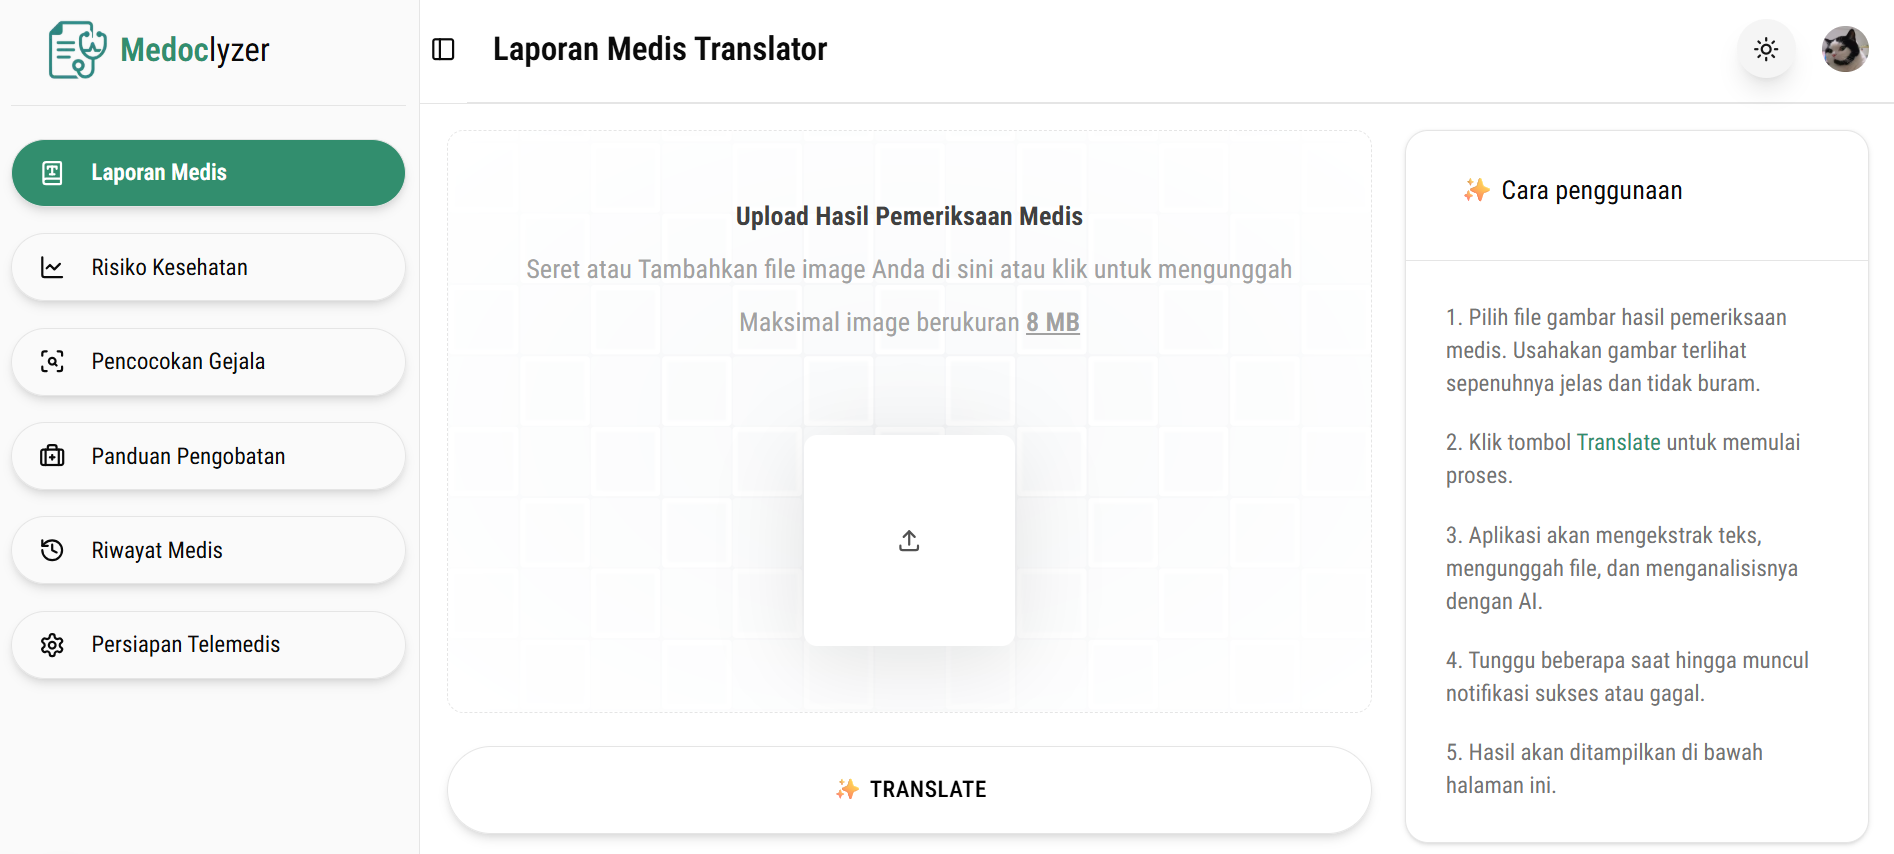 Medoclyzer
Laporan Medis Translator
Laporan Medis
Risiko Kesehatan
Pencocokan Gejala
Panduan Pengobatan
Riwayat Medis
Persiapan Telemedis
Upload Hasil Pemeriksaan Medis
Seret atau Tambahkan file image Anda di sini atau klik untuk mengunggah
Maksimal image berukuran 8 MB
TRANSLATE
Cara penggunaan
1. Pilih file gambar hasil pemeriksaan
medis. Usahakan gambar terlihat
sepenuhnya jelas dan tidak buram.
2. Klik tombol Translate untuk memulai
proses.
3. Aplikasi akan mengekstrak teks,
mengunggah file, dan menganalisisnya
dengan AI.
4. Tunggu beberapa saat hingga muncul
notifikasi sukses atau gagal.
5. Hasil akan ditampilkan di bawah
halaman ini.